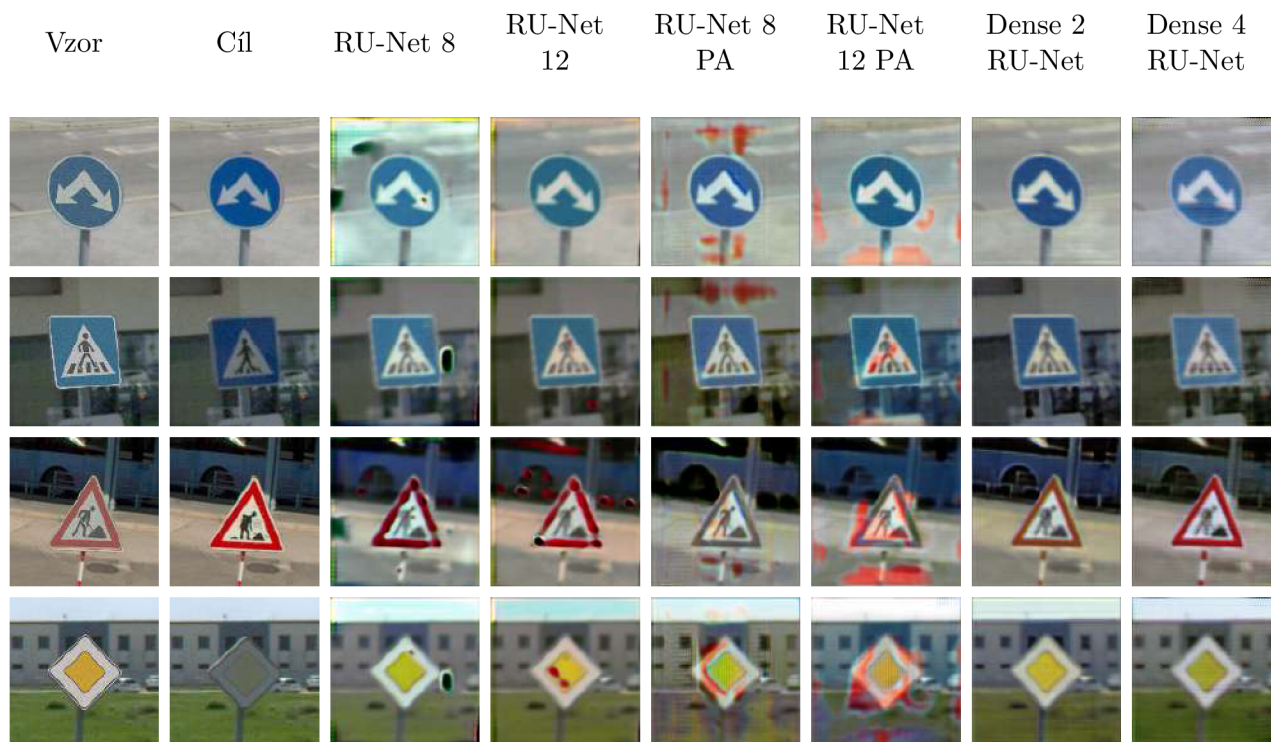 Vzor
Cíl
RU-Net 8
RU-Net
12
RU-Net 8
PA
RU-Net
12 PA
Dense 2
RU-Net
Dense 4
RU-Net